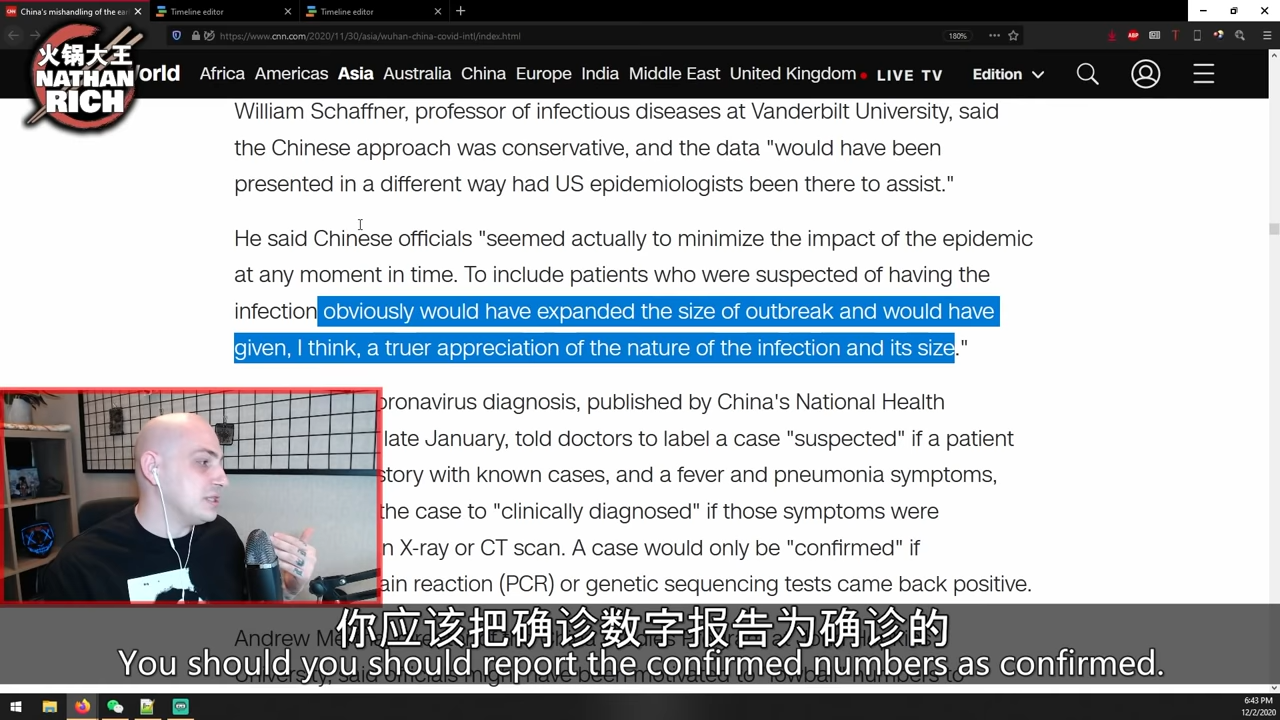 China's mishandling of the ear
Timeline editor
Timeline editor
https://www.cnn.com/2020/11/30/asia/wuhan-china-covid-intl/index.html
180%
火锅大王
NATHAN
RICH
World Africa Americas Asia Australia China Europe India Middle East United Kingdom LIVE TV Edition
William Schaffner, professor of infectious diseases at Vanderbilt University, said
the Chinese approach was conservative, and the data "would have been
presented in a different way had US epidemiologists been there to assist."
He said Chinese officials "seemed actually to minimize the impact of the epidemic
at any moment in time. To include patients who were suspected of having the
infection obviously would have expanded the size of outbreak and would have
given, I think, a truer appreciation of the nature of the infection and its size."
oronavirus diagnosis, published by China's National Health
late January, told doctors to label a case "suspected" if a patient
story with known cases, and a fever and pneumonia symptoms,
the case to "clinically diagnosed" if those symptoms were
n X-ray or CT scan. A case would only be "confirmed" if
ain reaction (PCR) or genetic sequencing tests came back positive.
你应该把确诊数字报告为确诊的
Andrew
You should you should report the confirmed numbers as confirmed.
6:43 PM
12/2/2020